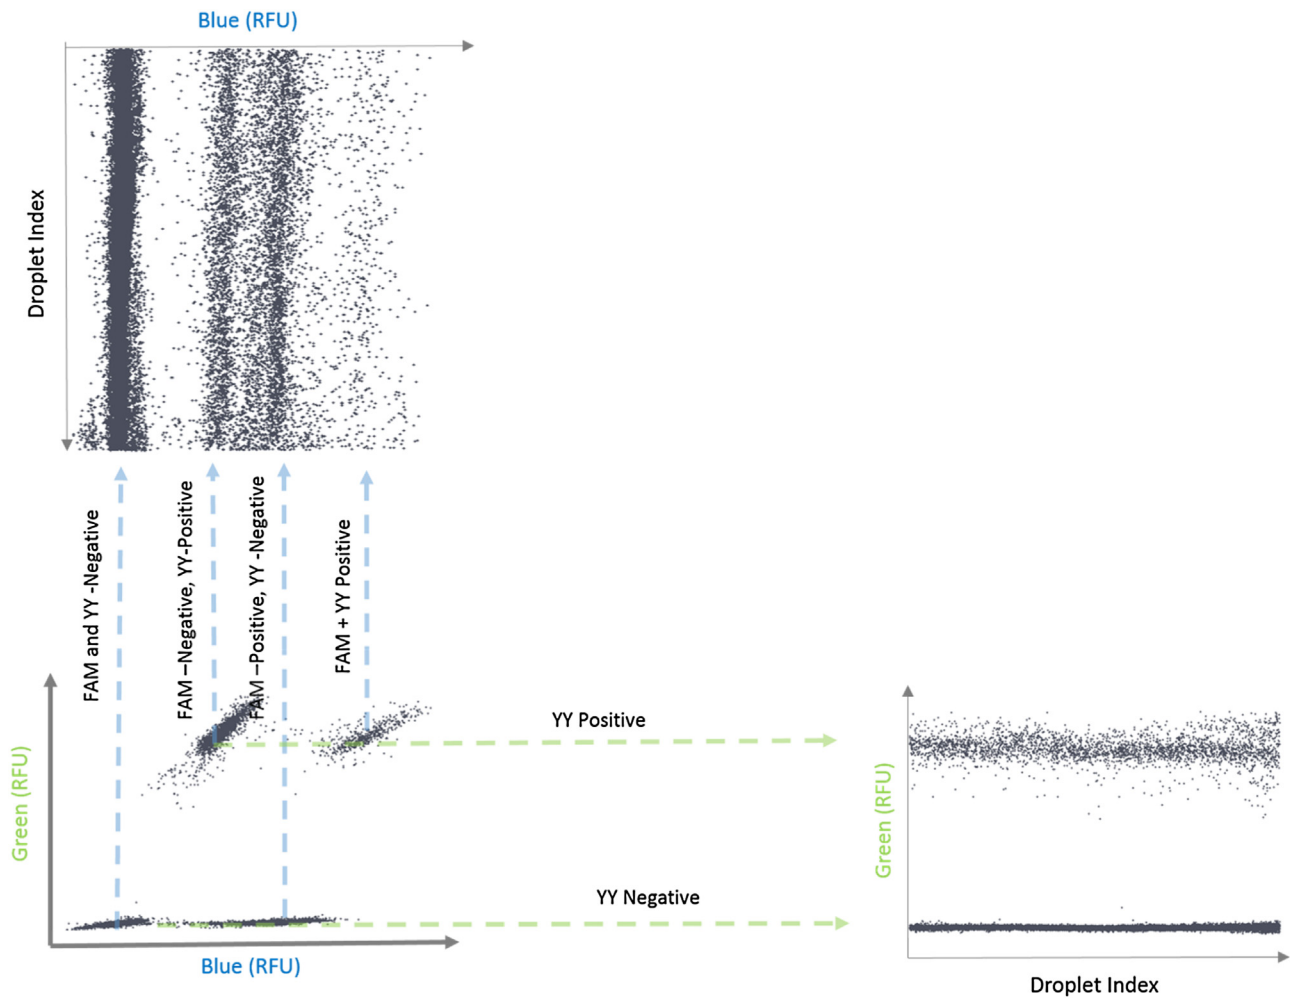 Blue (RFU)
Droplet Index
FAM and YY -Negative
FAM –Negative, YY-Positive
FAM –Positive, YY -Negative
FAM + YY Positive
YY Positive
YY Negative
Green (RFU)
Blue (RFU)
Green (RFU)
Droplet Index